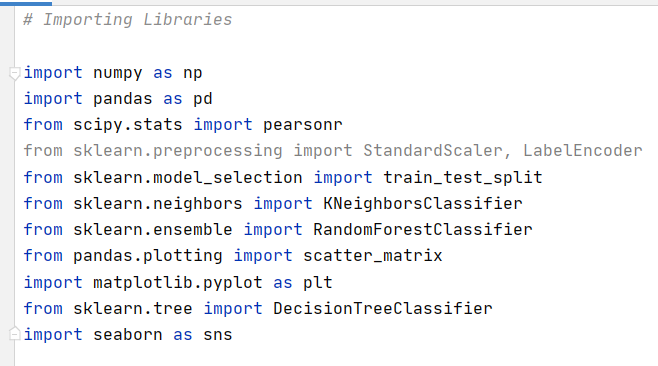 # Importing Libraries
import numpy as np
import pandas as pd
from scipy.stats import pearsonr
from sklearn.preprocessing import StandardScaler, LabelEncoder
from sklearn.model_selection import train_test_split
from sklearn.neighbors import KNeighborsClassifier
from sklearn.ensemble import RandomForestClassifier
from pandas.plotting import scatter_matrix
import matplotlib.pyplot as plt
from sklearn.tree import DecisionTreeClassifier
import seaborn as sns